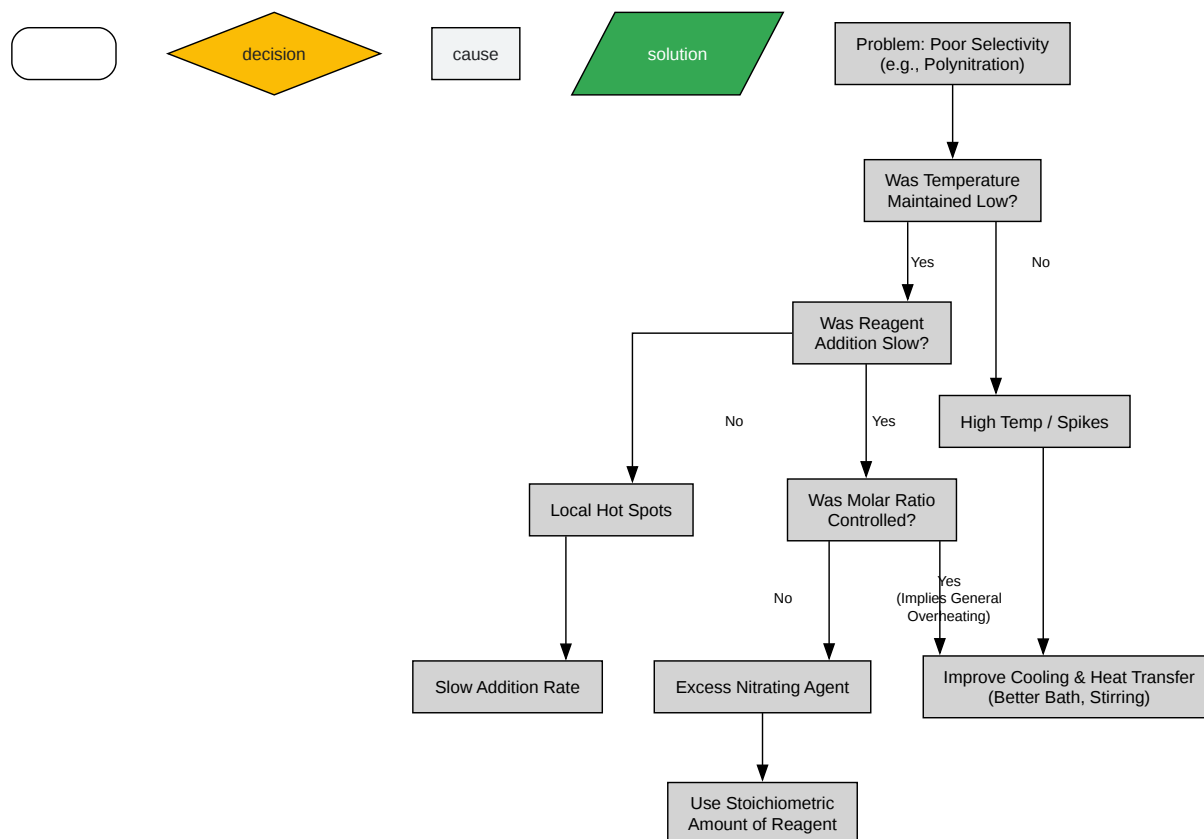 decision
cause
solution
Problem: Poor Selectivity
(e.g., Polynitration)
Was Temperature
Maintained Low?
Yes
No
Was Reagent
Addition Slow?
No
Yes
High Temp / Spikes
Local Hot Spots
Was Molar Ratio
Controlled?
No
Yes
(Implies General
Overheating)
Slow Addition Rate
Excess Nitrating Agent
Improve Cooling & Heat Transfer
(Better Bath, Stirring)
Use Stoichiometric
Amount of Reagent